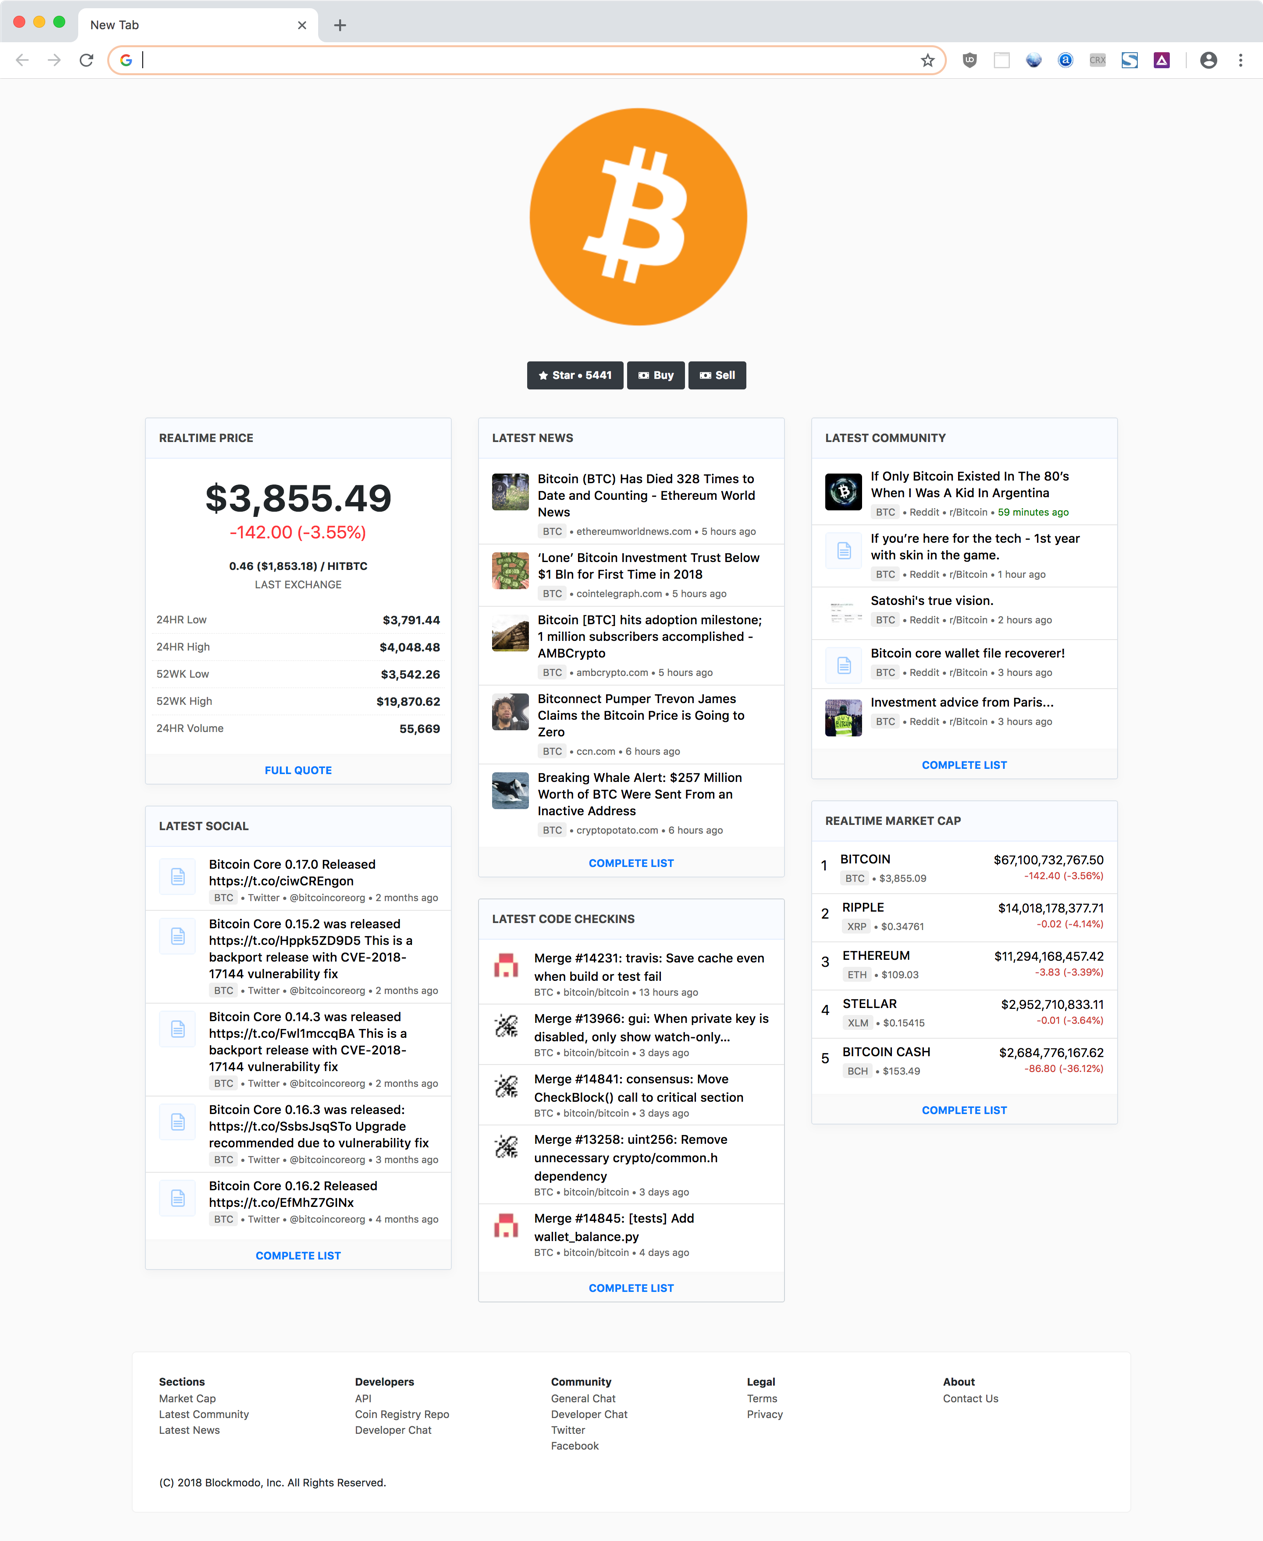 New Tab
CRX
Star • 5441
Buy
Sell
REALTIME PRICE
$3,855.49
-142.00 (-3.55%)
0.46 ($1,853.18) / HITBTC
LAST EXCHANGE
24HR Low $3,791.44
24HR High $4,048.48
52WK Low $3,542.26
52WK High $19,870.62
24HR Volume 55,669
FULL QUOTE
LATEST SOCIAL
Bitcoin Core 0.17.0 Released
https://t.co/ciwCREngon
BTC • Twitter • @bitcoincoreorg • 2 months ago
Bitcoin Core 0.15.2 was released
https://t.co/Hppk5ZD9D5 This is a
backport release with CVE-2018-
17144 vulnerability fix
BTC • Twitter • @bitcoincoreorg • 2 months ago
Bitcoin Core 0.14.3 was released
https://t.co/Fwl1mccqBA This is a
backport release with CVE-2018-
17144 vulnerability fix
BTC • Twitter • @bitcoincoreorg • 2 months ago
Bitcoin Core 0.16.3 was released:
https://t.co/SsbsJsqSTo Upgrade
recommended due to vulnerability fix
BTC • Twitter • @bitcoincoreorg • 3 months ago
Bitcoin Core 0.16.2 Released
https://t.co/EfMhZ7GINx
BTC • Twitter • @bitcoincoreorg • 4 months ago
COMPLETE LIST
LATEST NEWS
Bitcoin (BTC) Has Died 328 Times to
Date and Counting - Ethereum World
News
BTC • ethereumworldnews.com • 5 hours ago
‘Lone’ Bitcoin Investment Trust Below
$1 Bln for First Time in 2018
BTC • cointelegraph.com • 5 hours ago
Bitcoin [BTC] hits adoption milestone;
1 million subscribers accomplished -
AMBCrypto
BTC • ambcrypto.com • 5 hours ago
Bitconnect Pumper Trevon James
Claims the Bitcoin Price is Going to
Zero
BTC • ccn.com • 6 hours ago
Breaking Whale Alert: $257 Million
Worth of BTC Were Sent From an
Inactive Address
BTC • cryptopotato.com • 6 hours ago
COMPLETE LIST
LATEST CODE CHECKINS
Merge #14231: travis: Save cache even
when build or test fail
BTC • bitcoin/bitcoin • 13 hours ago
Merge #13966: gui: When private key is
disabled, only show watch-only...
BTC • bitcoin/bitcoin • 3 days ago
Merge #14841: consensus: Move
CheckBlock() call to critical section
BTC • bitcoin/bitcoin • 3 days ago
Merge #13258: uint256: Remove
unnecessary crypto/common.h
dependency
BTC • bitcoin/bitcoin • 3 days ago
Merge #14845: [tests] Add
wallet_balance.py
BTC • bitcoin/bitcoin • 4 days ago
COMPLETE LIST
LATEST COMMUNITY
If Only Bitcoin Existed In The 80’s
When I Was A Kid In Argentina
BTC • Reddit • r/Bitcoin • 59 minutes ago
If you’re here for the tech - 1st year
with skin in the game.
BTC • Reddit • r/Bitcoin • 1 hour ago
Satoshi's true vision.
BTC • Reddit • r/Bitcoin • 2 hours ago
Bitcoin core wallet file recoverer!
BTC • Reddit • r/Bitcoin • 3 hours ago
Investment advice from Paris...
BTC • Reddit • r/Bitcoin • 3 hours ago
COMPLETE LIST
REALTIME MARKET CAP
1 BITCOIN $67,100,732,767.50
BTC • $3,855.09 -142.40 (-3.56%)
2 RIPPLE $14,018,178,377.71
XRP • $0.34761 -0.02 (-4.14%)
3 ETHEREUM $11,294,168,457.42
ETH • $109.03 -3.83 (-3.39%)
4 STELLAR $2,952,710,833.11
XLM • $0.15415 -0.01 (-3.64%)
5 BITCOIN CASH $2,684,776,167.62
BCH • $153.49 -86.80 (-36.12%)
COMPLETE LIST
Sections
Market Cap
Latest Community
Latest News
Developers
API
Coin Registry Repo
Developer Chat
Community
General Chat
Developer Chat
Twitter
Facebook
Legal
Terms
Privacy
About
Contact Us
(C) 2018 Blockmodo, Inc. All Rights Reserved.